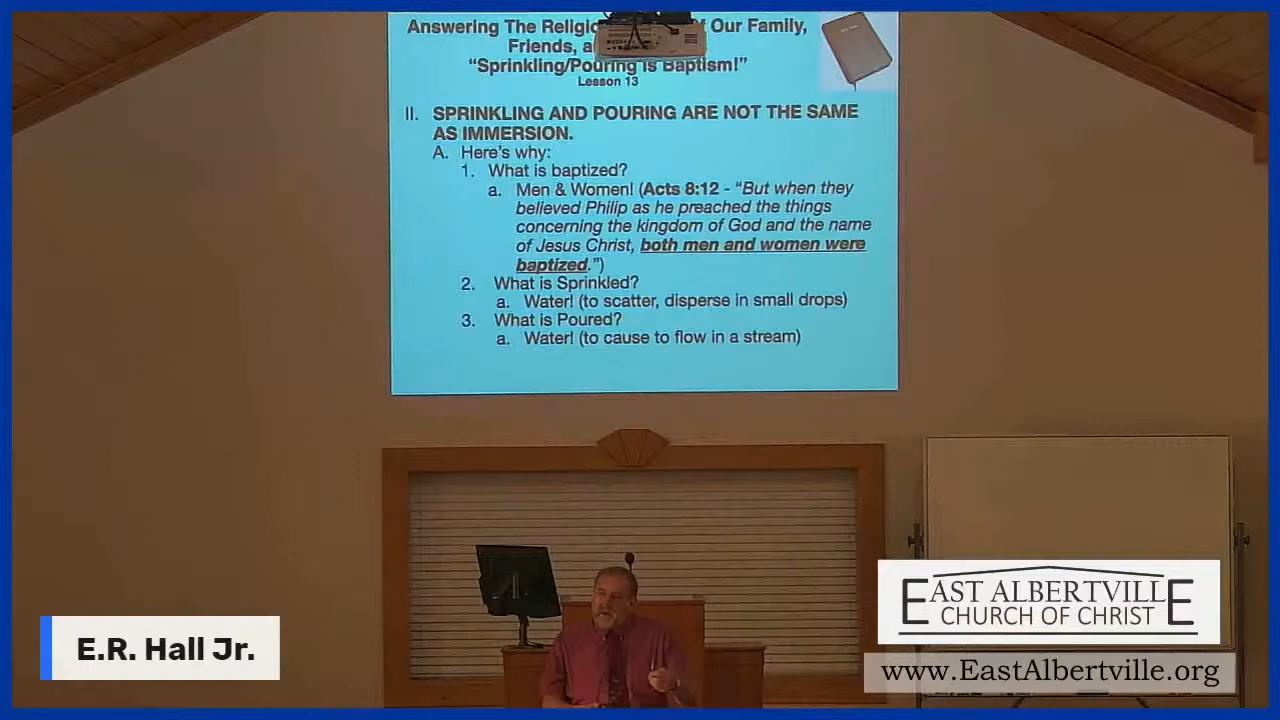 Answering The Religio Our Family,
Friends, a
“Sprinkling/Pouring Is Baptism!”
Lesson 13
II. SPRINKLING AND POURING ARE NOT THE SAME
AS IMMERSION.
A. Here’s why:
1. What is baptized?
a. Men & Women! (Acts 8:12 - “But when they
believed Philip as he preached the things
concerning the kingdom of God and the name
of Jesus Christ, both men and women were
baptized.”)
2. What is Sprinkled?
a. Water! (to scatter, disperse in small drops)
3. What is Poured?
a. Water! (to cause to flow in a stream)
E.R. Hall Jr.
EAST ALBERTVILLE
CHURCH OF CHRIST
www.EastAlbertville.org